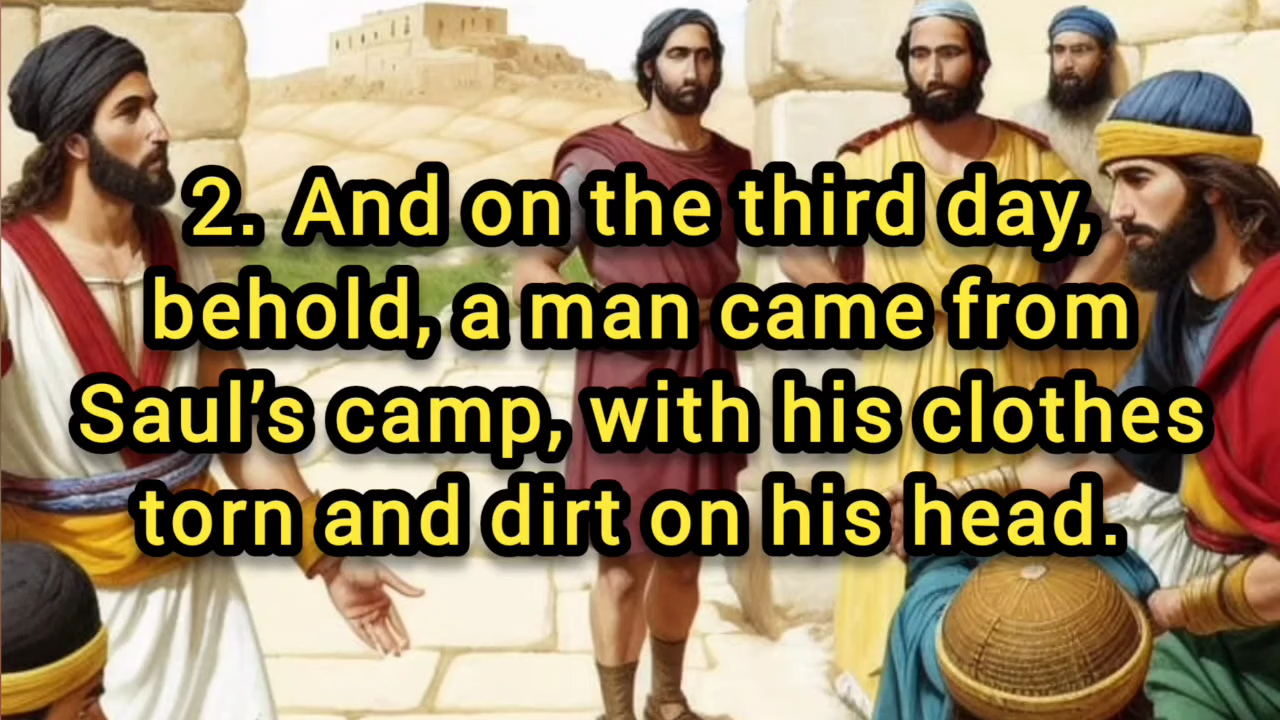 2. And on the third day,
behold, a man came from
Saul’s camp, with his clothes
torn and dirt on his head.